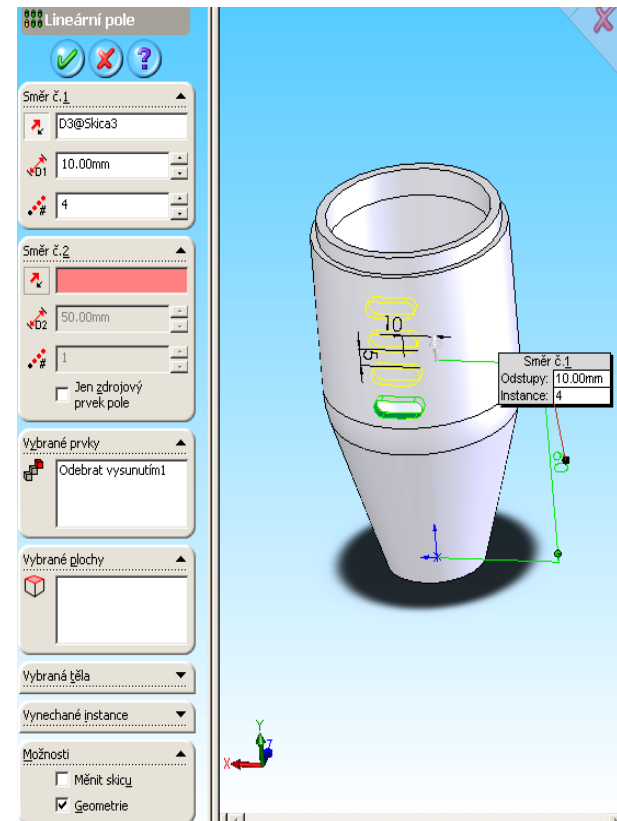 Lineární pole
Směr č.1
D3@Skica3
D1 10.00mm
# 4
Směr č.2
D2 50.00mm
# 1
Jen zdrojový
prvek pole
Vybrané prvky
Odebrat vysunutím1
Vybrané plochy
Vybraná těla
Vynechané instance
Možnosti
Měnit skicu
Geometrie
10
5
Směr č.1
Odstupy: 10.00mm
Instance: 4
Y
X
Z